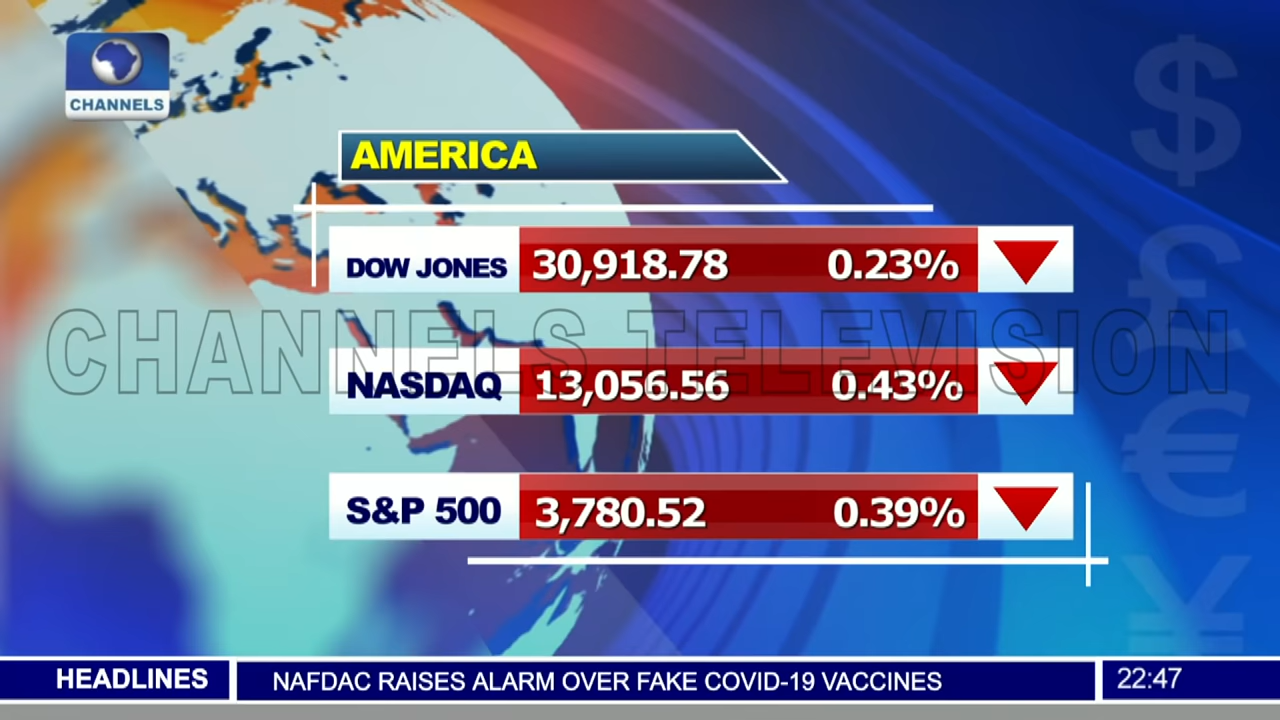 CHANNELS
AMERICA
DOW JONES 30,918.78 0.23%
CHANNELS TELEVISION
NASDAQ 13,056.56 0.43%
S&P 500 3,780.52 0.39%
$
£
€
¥
HEADLINES NAFDAC RAISES ALARM OVER FAKE COVID-19 VACCINES 22:47